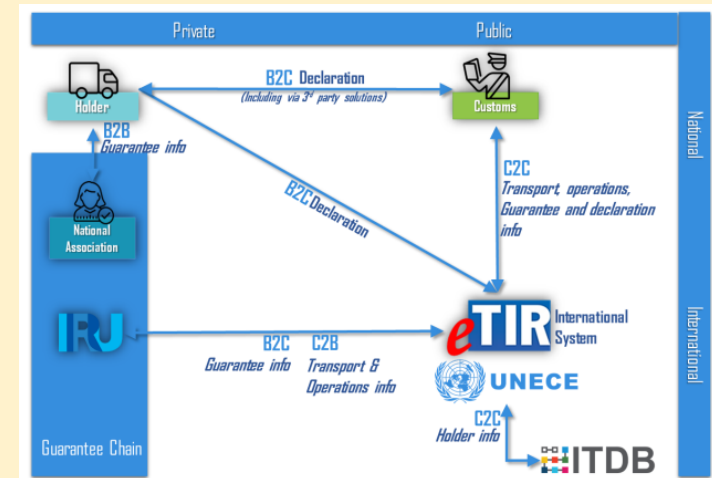 Private
Public
B2C Declaration
(Including via 3rd party solutions)
Holder
Customs
B2B
Guarantee info
National
C2C
Transport, operations,
Guarantee and declaration
info
B2C Declaration
National
Association
IRU
eTIR
International
System
B2C C2B
Guarantee info Transport &
Operations info
UNECE
International
C2C
Holder info
Guarantee Chain
ITDB